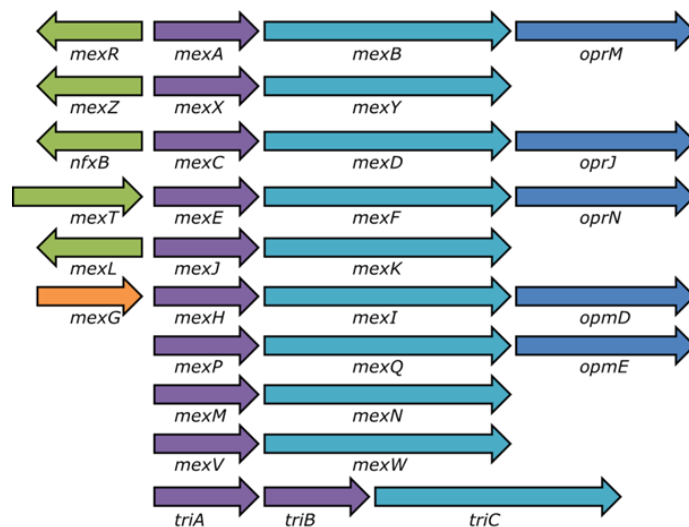 mexR mexA mexB oprM
mexZ mexX mexY
nfxB mexC mexD oprJ
mexT mexE mexF oprN
mexL mexJ mexK
mexG mexH mexI opmD
mexP mexQ opmE
mexM mexN
mexV mexW
triA triB triC